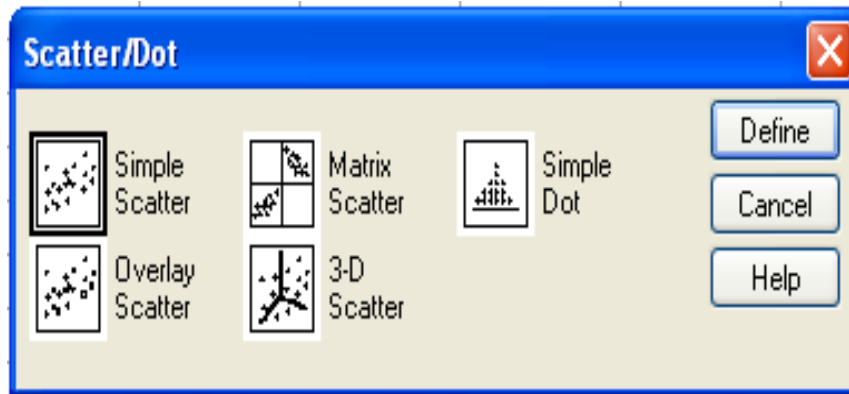 Scatter/Dot
Simple
Scatter
Matrix
Scatter
Simple
Dot
Overlay
Scatter
3-D
Scatter
Define
Cancel
Help